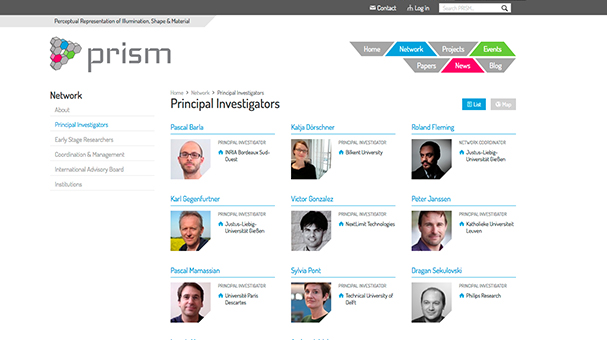 Contact
Log in
Search PRISM...
Perceptual Representation of Illumination, Shape & Material
prism
Home
Network
Projects
Events
Papers
News
Blog
Network
About
Principal Investigators
Early Stage Researchers
Coordination & Management
International Advisory Board
Institutions
Home > Network > Principal Investigators
Principal Investigators
List
Map
Pascal Barla
PRINCIPAL INVESTIGATOR
INRIA Bordeaux Sud-
Ouest
Katja Dörschner
PRINCIPAL INVESTIGATOR
Bilkent University
Roland Fleming
NETWORK COORDINATOR
Justus-Liebig-
Universität Gießen
Karl Gegenfurtner
PRINCIPAL INVESTIGATOR
Justus-Liebig-
Universität Gießen
Victor Gonzalez
PRINCIPAL INVESTIGATOR
NextLimit Technologies
Peter Janssen
PRINCIPAL INVESTIGATOR
Katholieke Universiteit
Leuven
Pascal Mamassian
PRINCIPAL INVESTIGATOR
Université Paris
Descartes
Sylvia Pont
PRINCIPAL INVESTIGATOR
Technical University of
Delft
Dragan Sekulovski
PRINCIPAL INVESTIGATOR
Philips Research